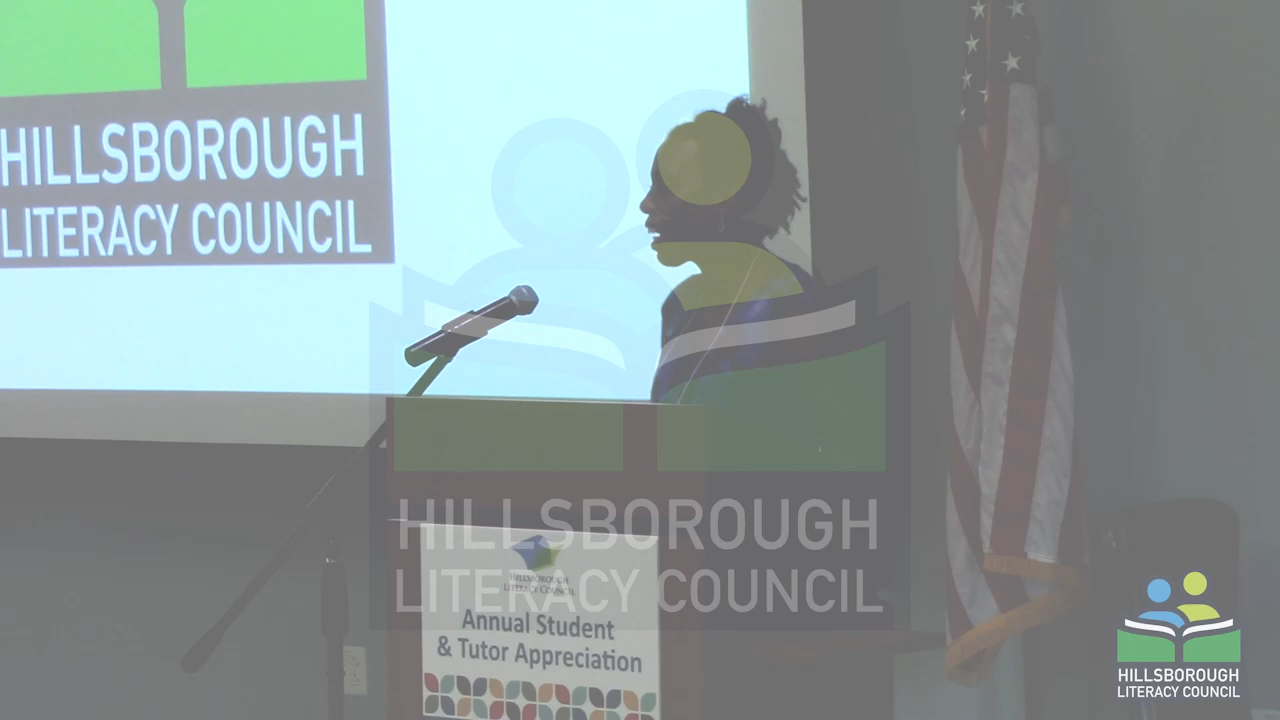 HILLSBOROUGH
LITERACY COUNCIL
HILLSBOROUGH
LITERACY COUNCIL
HILLSBOROUGH
LITERACY COUNCIL
Annual Student
& Tutor Appreciation
HILLSBOROUGH
LITERACY COUNCIL